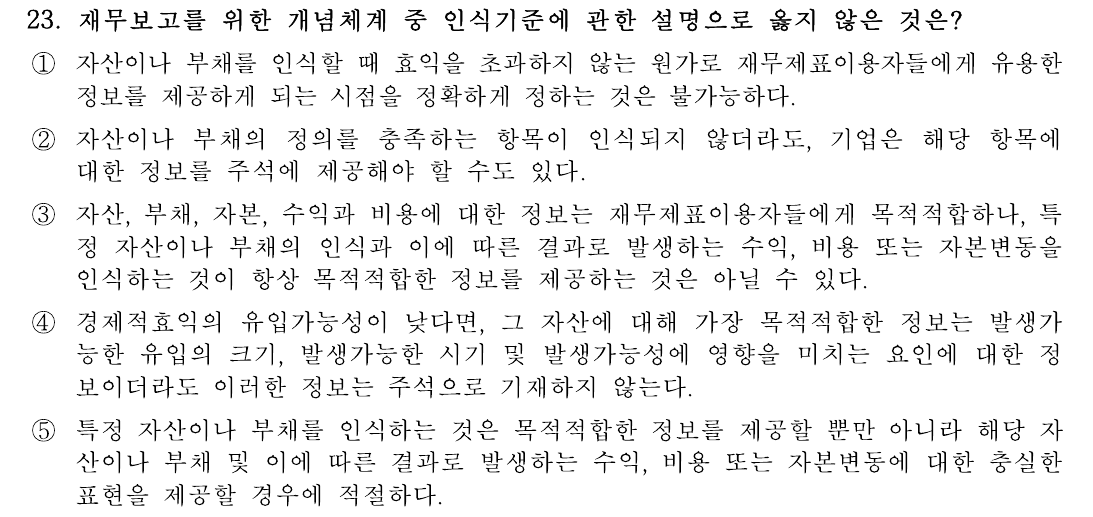 23. 재무보고를 위한 개념체계 중 인식기준에 관한 설명으로 옳지 않은 것은?
① 자산이나 부채를 인식할 때 효익을 초과하지 않는 원가로 재무제표이용자들에게 유용한
정보를 제공하게 되는 시점을 정확하게 정하는 것은 불가능하다.
② 자산이나 부채의 정의를 충족하는 항목이 인식되지 않더라도, 기업은 해당 항목에
대한 정보를 주석에 제공해야 할 수도 있다.
③ 자산, 부채, 자본, 수익과 비용에 대한 정보는 재무제표이용자들에게 목적적합하나, 특
정 자산이나 부채의 인식과 이에 따른 결과로 발생하는 수익, 비용 또는 자본변동을
인식하는 것이 항상 목적적합한 정보를 제공하는 것은 아닐 수 있다.
④ 경제적효익의 유입가능성이 낮다면, 그 자산에 대해 가장 목적적합한 정보는 발생가
능한 유입의 크기, 발생가능한 시기 및 발생가능성에 영향을 미치는 요인에 대한 정
보이더라도 이러한 정보는 주석으로 기재하지 않는다.
⑤ 특정 자산이나 부채를 인식하는 것은 목적적합한 정보를 제공할 뿐만 아니라 해당 자
산이나 부채 및 이에 따른 결과로 발생하는 수익, 비용 또는 자본변동에 대한 충실한
표현을 제공할 경우에 적절하다.